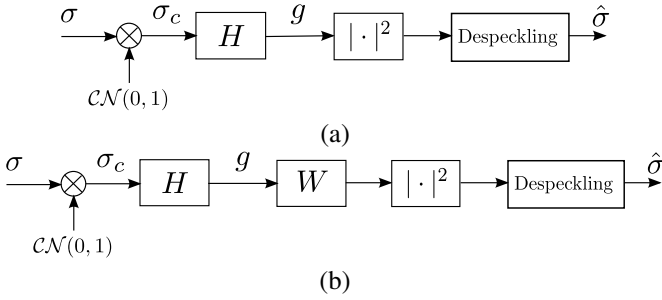 σ σ_c H g |·|² Despeckling σ̂
𝒞𝒩(0, 1)
(a)
σ σ_c H g W |·|² Despeckling σ̂
𝒞𝒩(0, 1)
(b)